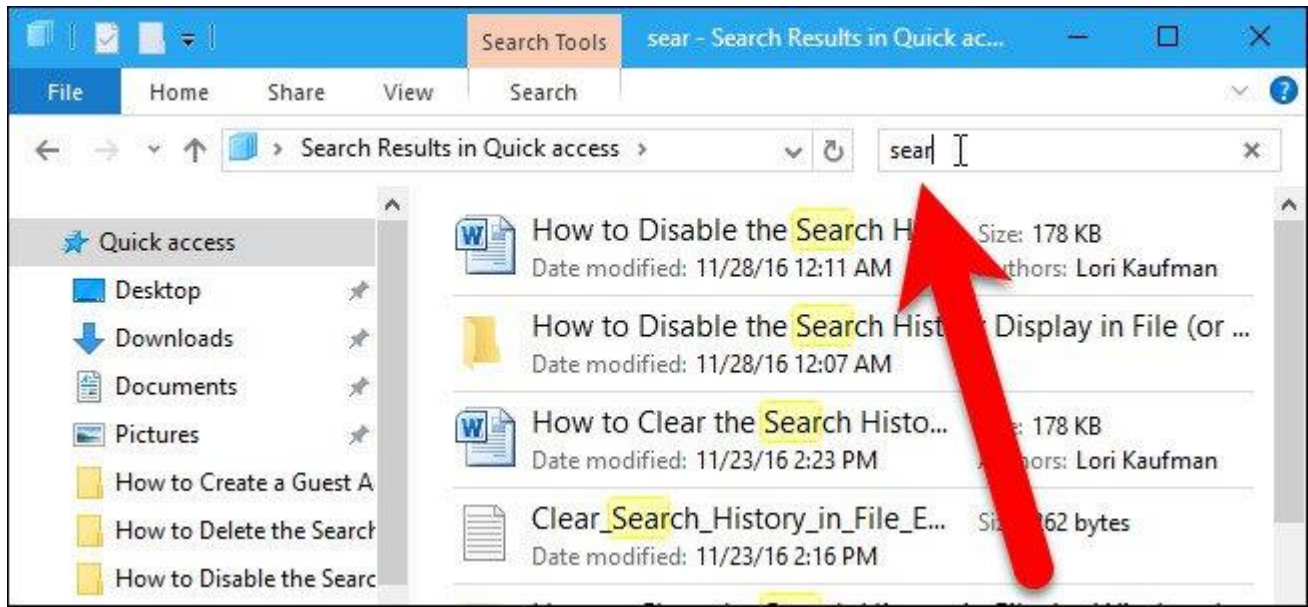 Search Tools
sear - Search Results in Quick ac...
File Home Share View Search
Search Results in Quick access
sear
Quick access
Desktop
Downloads
Documents
Pictures
How to Create a Guest A
How to Delete the Search
How to Disable the Searc
How to Disable the Search H
Size: 178 KB
Date modified: 11/28/16 12:11 AM
Lori Kaufman
How to Disable the Search Hist Display in File (or ...
Date modified: 11/28/16 12:07 AM
How to Clear the Search Histo...
178 KB
Date modified: 11/23/16 2:23 PM
Lori Kaufman
Clear_Search_History_in_File_E...
bytes
Date modified: 11/23/16 2:16 PM